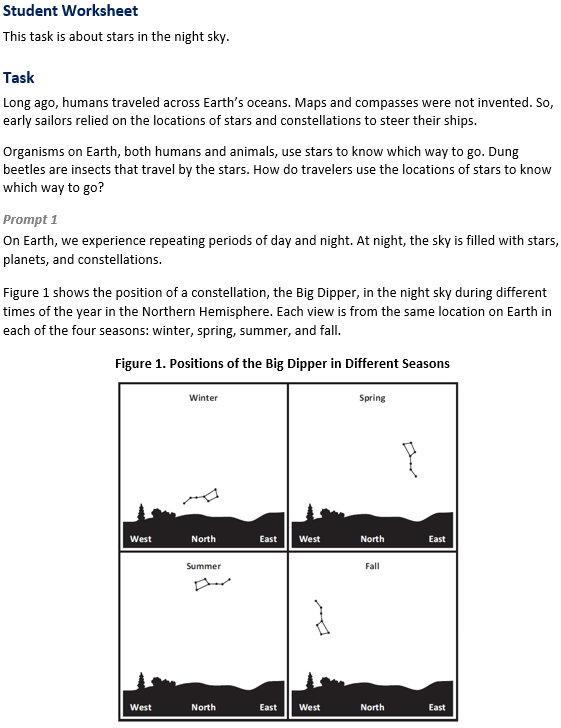 Student Worksheet
This task is about stars in the night sky.
Task
Long ago, humans traveled across Earth's oceans. Maps and compasses were not invented. So,
early sailors relied on the locations of stars and constellations to steer their ships.
Organisms on Earth, both humans and animals, use stars to know which way to go. Dung
beetles are insects that travel by the stars. How do travelers use the locations of stars to know
which way to go?
Prompt 1
On Earth, we experience repeating periods of day and night. At night, the sky is filled with stars,
planets, and constellations.
Figure 1 shows the position of a constellation, the Big Dipper, in the night sky during different
times of the year in the Northern Hemisphere. Each view is from the same location on Earth in
each of the four seasons: winter, spring, summer, and fall.
Figure 1. Positions of the Big Dipper in Different Seasons
Winter
West North East
Spring
West North East
Summer
West North East
Fall
West North East